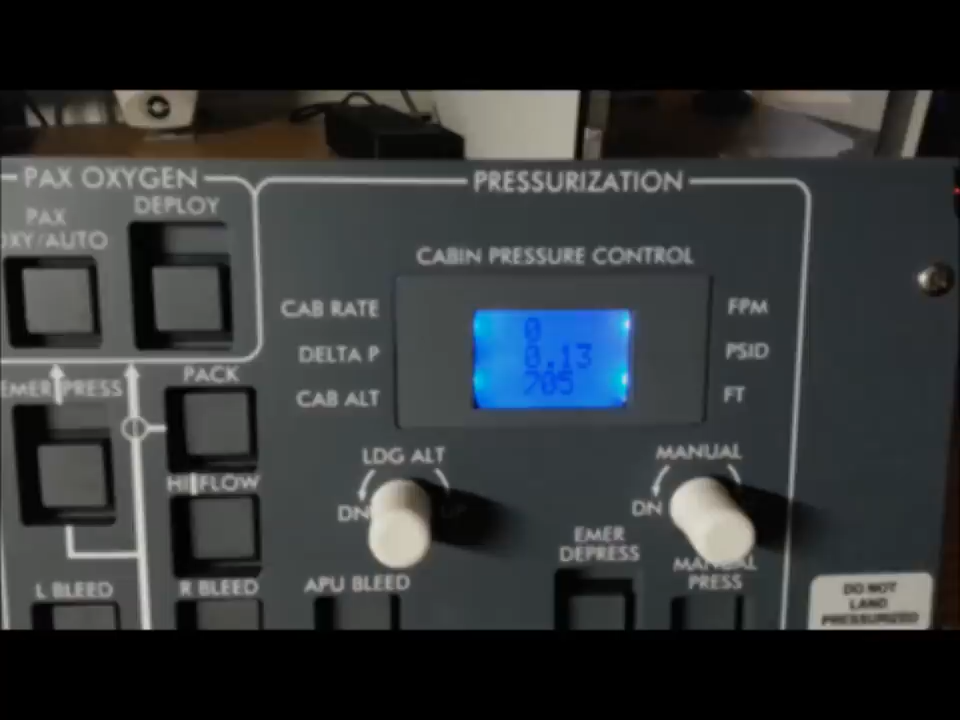 PAX OXYGEN
PRESSURIZATION
DEPLOY
PAX
OXY/AUTO
CABIN PRESSURE CONTROL
CAB RATE
0
FPM
DELTA P
0.13
PSID
CAB ALT
705
FT
EMER PRESS
PACK
LDG ALT
MANUAL
HI FLOW
DN
DN
EMER
DEPRESS
MANUAL
PRESS
L BLEED
R BLEED
APU BLEED
DO NOT
LAND
PRESSURIZED